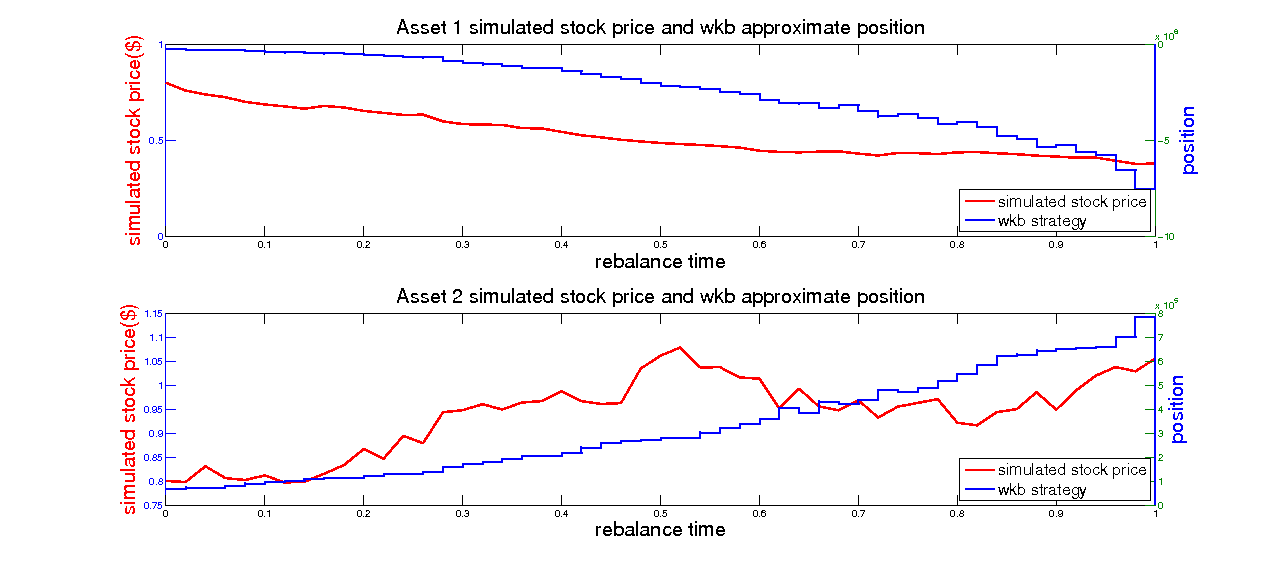 Asset 1 simulated stock price and wkb approximate position
x 10^6
1
0.5
0
0
-5
-10
simulated stock price($)
position
0 0.1 0.2 0.3 0.4 0.5 0.6 0.7 0.8 0.9 1
rebalance time
simulated stock price
wkb strategy
Asset 2 simulated stock price and wkb approximate position
x 10^5
1.15
1.1
1.05
1
0.95
0.9
0.85
0.8
0.75
8
7
6
5
4
3
2
1
0
simulated stock price($)
position
0 0.1 0.2 0.3 0.4 0.5 0.6 0.7 0.8 0.9 1
rebalance time
simulated stock price
wkb strategy